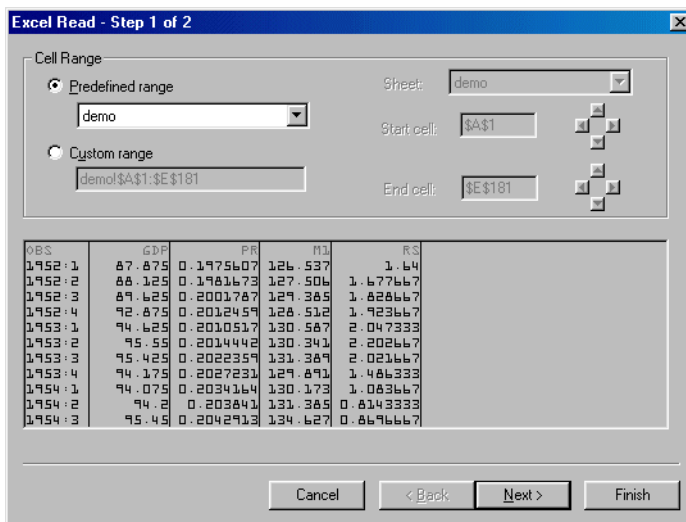 Excel Read - Step 1 of 2
Cell Range
Predefined range
demo
Custom range
demo!$A$1:$E$181
Sheet: demo
Start cell: $A$1
End cell: $E$181
OBS GDP PR M1 RS
1952:1 87.875 0.1975607 126.537 1.64
1952:2 88.125 0.1981673 127.506 1.677667
1952:3 89.625 0.2001787 129.385 1.828667
1952:4 92.875 0.2012459 128.512 1.923667
1953:1 94.625 0.2010517 130.587 2.047333
1953:2 95.55 0.2014442 130.341 2.202667
1953:3 95.425 0.2022359 131.389 2.021667
1953:4 94.175 0.2027231 129.891 1.486333
1954:1 94.075 0.2034164 130.173 1.083667
1954:2 94.2 0.203841 131.385 0.8143333
1954:3 95.45 0.2042913 134.627 0.8696667
Cancel
< Back
Next >
Finish